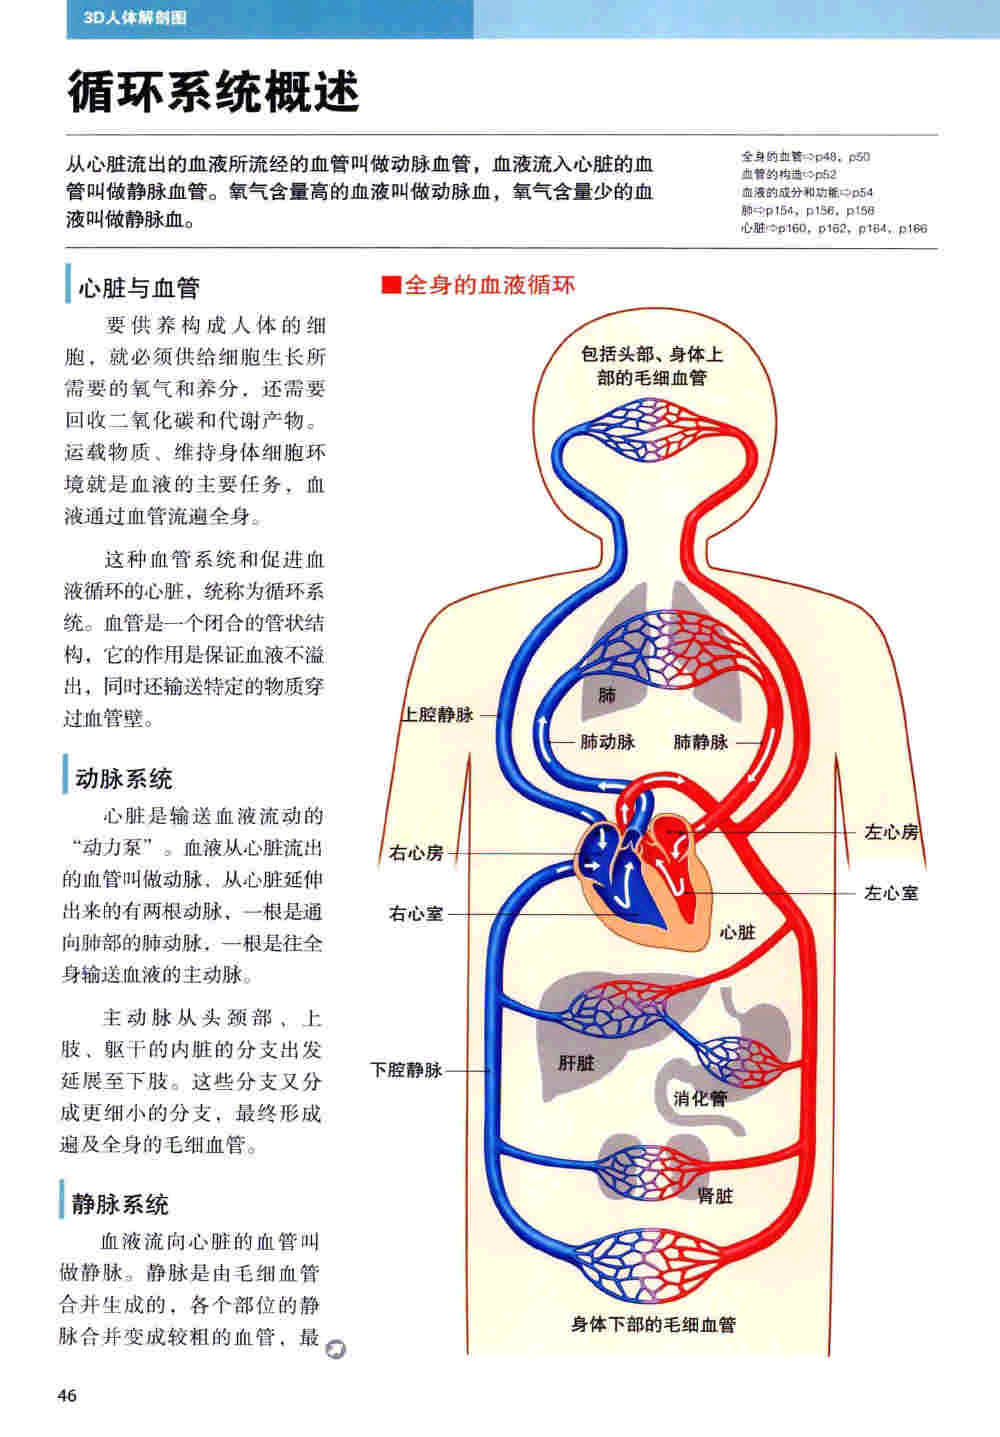 3D人体解剖图
循环系统概述
从心脏流出的血液所流经的血管叫做动脉血管，血液流入心脏的血
管叫做静脉血管。氧气含量高的血液叫做动脉血，氧气含量少的血
液叫做静脉血。
全身的血管⇨p48，p50
血管的构造⇨p52
血液的成分和功能⇨p54
肺⇨p154，p156，p158
心脏⇨p160，p162，p164，p166
心脏与血管
要供养构成人体的细
胞，就必须供给细胞生长所
需要的氧气和养分，还需要
回收二氧化碳和代谢产物。
运载物质、维持身体细胞环
境就是血液的主要任务，血
液通过血管流遍全身。
这种血管系统和促进血
液循环的心脏，统称为循环系
统。血管是一个闭合的管状结
构，它的作用是保证血液不溢
出，同时还输送特定的物质穿
过血管壁。
动脉系统
心脏是输送血液流动的
“动力泵”。血液从心脏流出
的血管叫做动脉，从心脏延伸
出来的有两根动脉，一根是通
向肺部的肺动脉，一根是往全
身输送血液的主动脉。
主动脉从头颈部、上
肢、躯干的内脏的分支出发
延展至下肢。这些分支又分
成更细小的分支，最终形成
遍及全身的毛细血管。
静脉系统
血液流向心脏的血管叫
做静脉。静脉是由毛细血管
合并生成的，各个部位的静
脉合并变成较粗的血管，最
■全身的血液循环
包括头部、身体上
部的毛细血管
肺
上腔静脉
肺动脉
肺静脉
左心房
右心房
左心室
右心室
心脏
肝脏
下腔静脉
消化管
肾脏
身体下部的毛细血管
46